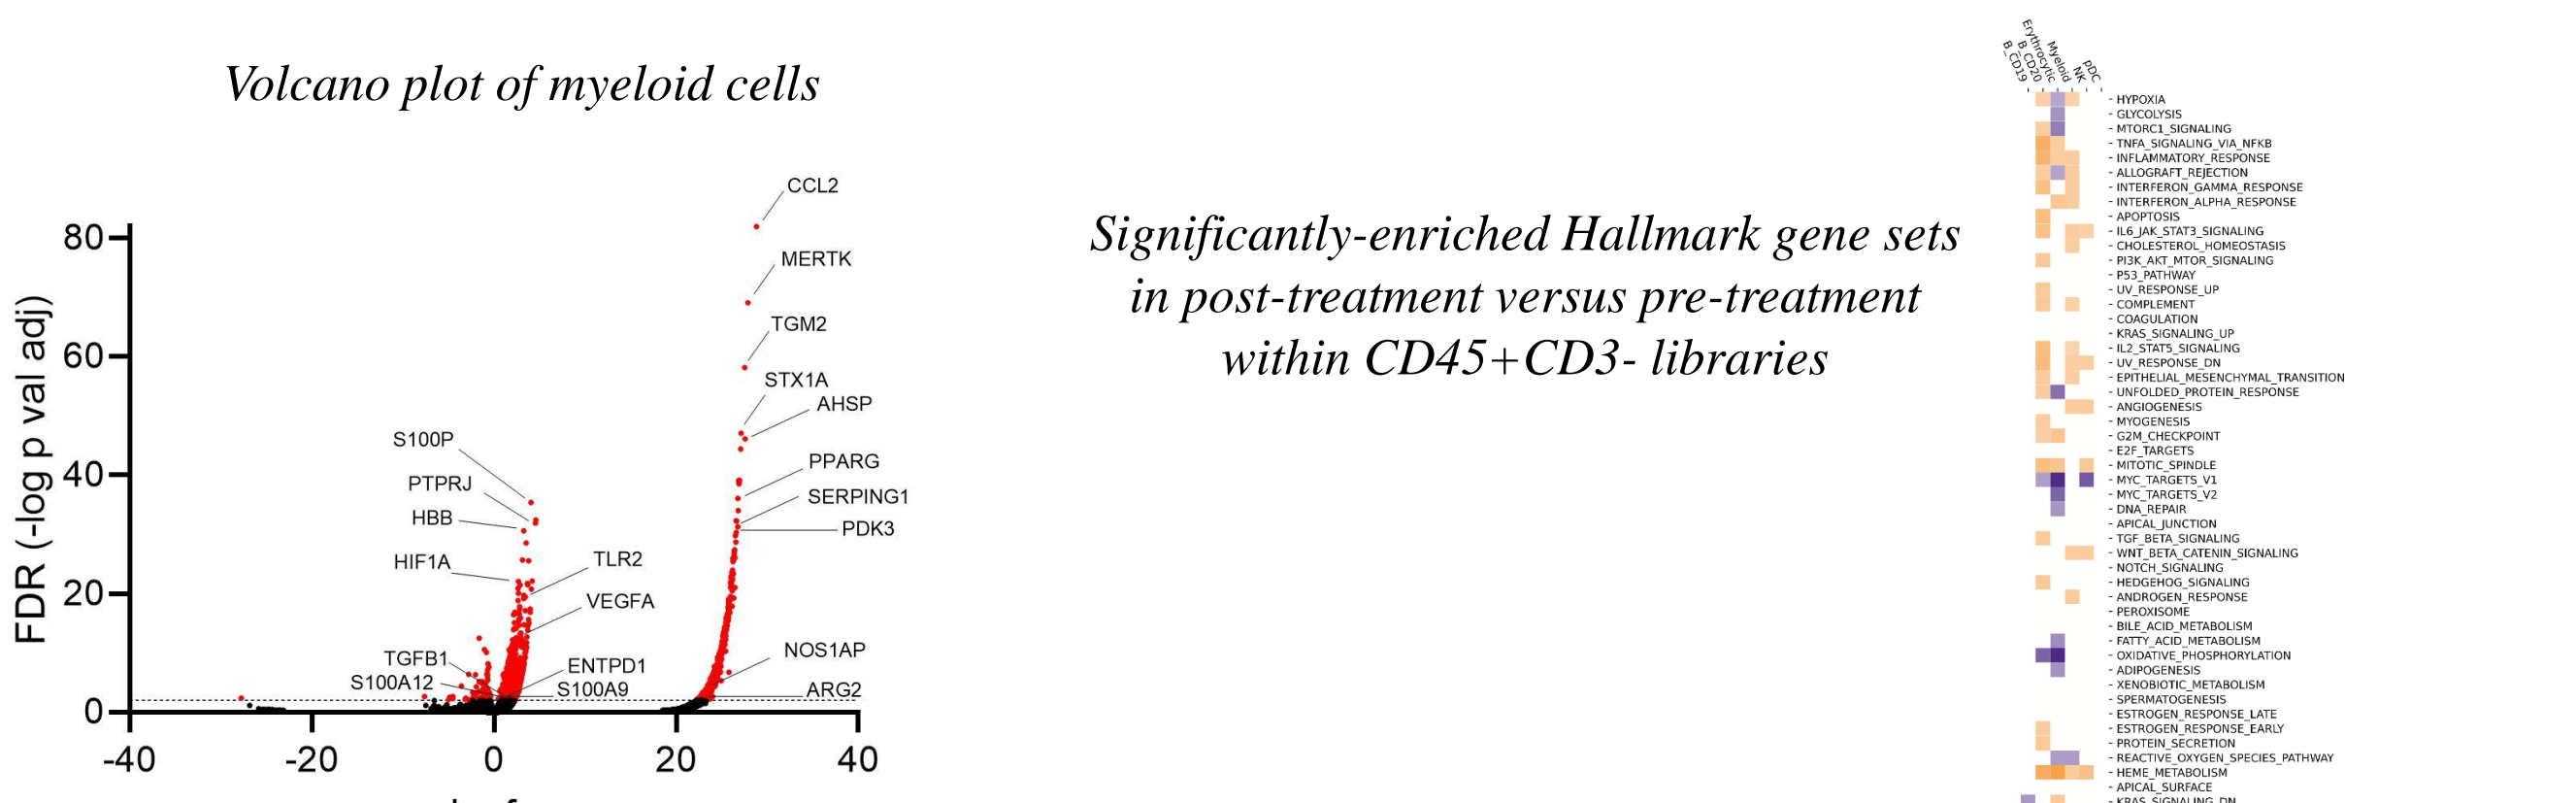 Volcano plot of myeloid cells
CCL2
MERTK
TGM2
STX1A
AHSP
PPARG
SERPING1
PDK3
S100P
PTPRJ
HBB
HIF1A
TLR2
VEGFA
TGFB1
S100A12
ENTPD1
S100A9
NOS1AP
ARG2
FDR (-log p val adj)
80
60
40
20
0
-40
-20
0
20
40
Significantly-enriched Hallmark gene sets
in post-treatment versus pre-treatment
within CD45+CD3- libraries
B_CD19
B_CD20
Erythrocytic
Myeloid
NK
pDC
HYPOXIA
GLYCOLYSIS
MTORC1_SIGNALING
TNFA_SIGNALING_VIA_NFKB
INFLAMMATORY_RESPONSE
ALLOGRAFT_REJECTION
INTERFERON_GAMMA_RESPONSE
INTERFERON_ALPHA_RESPONSE
APOPTOSIS
IL6_JAK_STAT3_SIGNALING
CHOLESTEROL_HOMEOSTASIS
PI3K_AKT_MTOR_SIGNALING
P53_PATHWAY
UV_RESPONSE_UP
COMPLEMENT
COAGULATION
KRAS_SIGNALING_UP
IL2_STAT5_SIGNALING
UV_RESPONSE_DN
EPITHELIAL_MESENCHYMAL_TRANSITION
UNFOLDED_PROTEIN_RESPONSE
ANGIOGENESIS
MYOGENESIS
G2M_CHECKPOINT
E2F_TARGETS
MITOTIC_SPINDLE
MYC_TARGETS_V1
MYC_TARGETS_V2
DNA_REPAIR
APICAL_JUNCTION
TGF_BETA_SIGNALING
WNT_BETA_CATENIN_SIGNALING
NOTCH_SIGNALING
HEDGEHOG_SIGNALING
ANDROGEN_RESPONSE
PEROXISOME
BILE_ACID_METABOLISM
FATTY_ACID_METABOLISM
OXIDATIVE_PHOSPHORYLATION
ADIPOGENESIS
XENOBIOTIC_METABOLISM
SPERMATOGENESIS
ESTROGEN_RESPONSE_LATE
ESTROGEN_RESPONSE_EARLY
PROTEIN_SECRETION
REACTIVE_OXYGEN_SPECIES_PATHWAY
HEME_METABOLISM
APICAL_SURFACE
KRAS_SIGNALING_DN